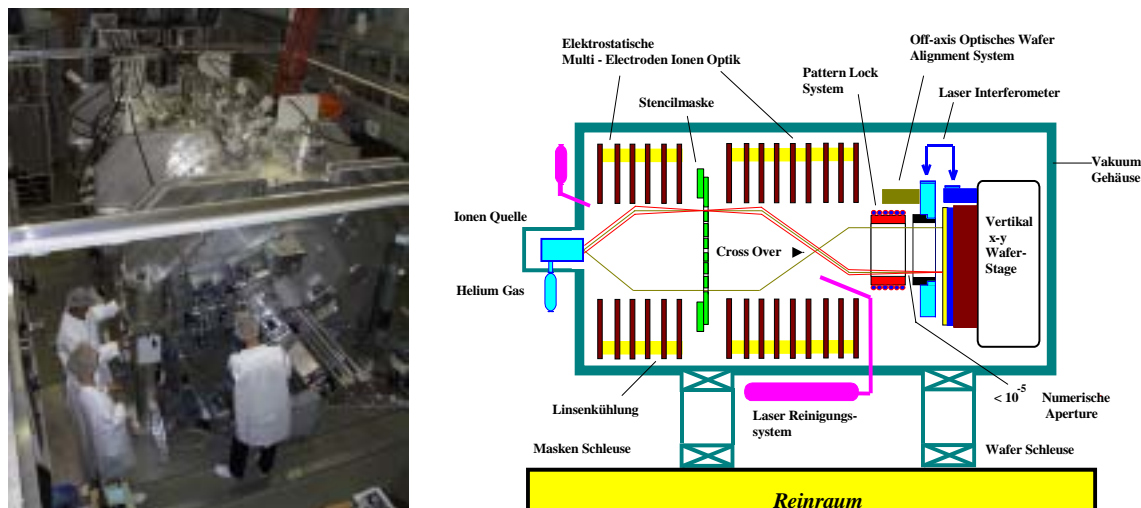 Elektrostatische
Multi - Electroden Ionen Optik
Stencilmaske
Off-axis Optisches Wafer
Alignment System
Pattern Lock
System
Laser Interferometer
Vakuum
Gehäuse
Ionen Quelle
Helium Gas
Cross Over
Vertikal
x-y
Wafer-
Stage
Linsenkühlung
Laser Reinigungs-
system
< 10-5
Numerische
Aperture
Masken Schleuse
Wafer Schleuse
Reinraum